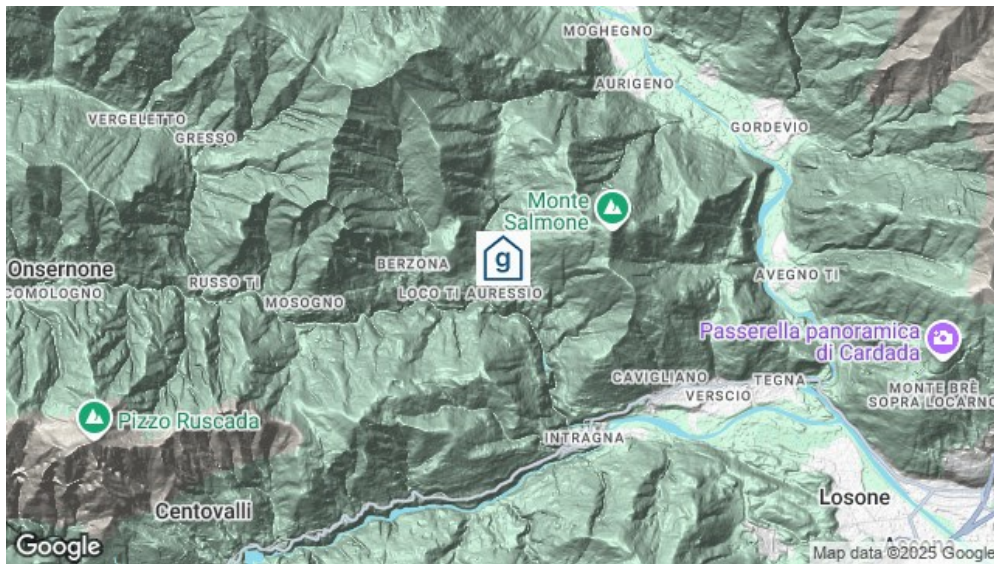 MOGHEGNO
AURIGENO
VERGELETTO
GORDEVIO
GRESSO
Monte
Salmone
g
BERZONA
Onsernone
AVEGNO TI
RUSSO TI
COMOLOGNO
LOCO TI AURESSIO
MOSOGNO
Passerella panoramica
di Cardada
CAVIGLIANO
TEGNA
MONTE BRÈ
SOPRA LOCARNO
VERSCIO
Pizzo Ruscada
INTRAGNA
Losone
Centovalli
Ascona
Google
Map data ©2025 Google